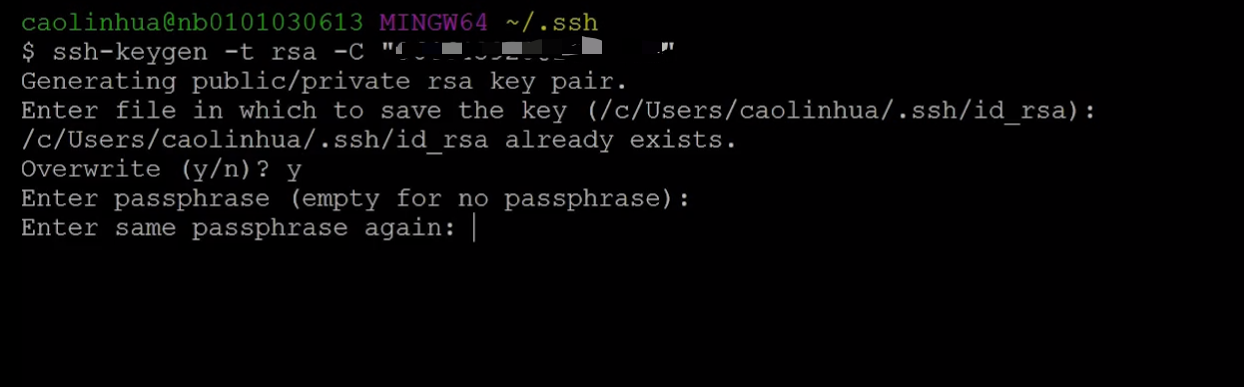 caolinhua@nb0101030613 MINGW64 ~/.ssh
$ ssh-keygen -t rsa -C "                "
Generating public/private rsa key pair.
Enter file in which to save the key (/c/Users/caolinhua/.ssh/id_rsa):
/c/Users/caolinhua/.ssh/id_rsa already exists.
Overwrite (y/n)? y
Enter passphrase (empty for no passphrase):
Enter same passphrase again: